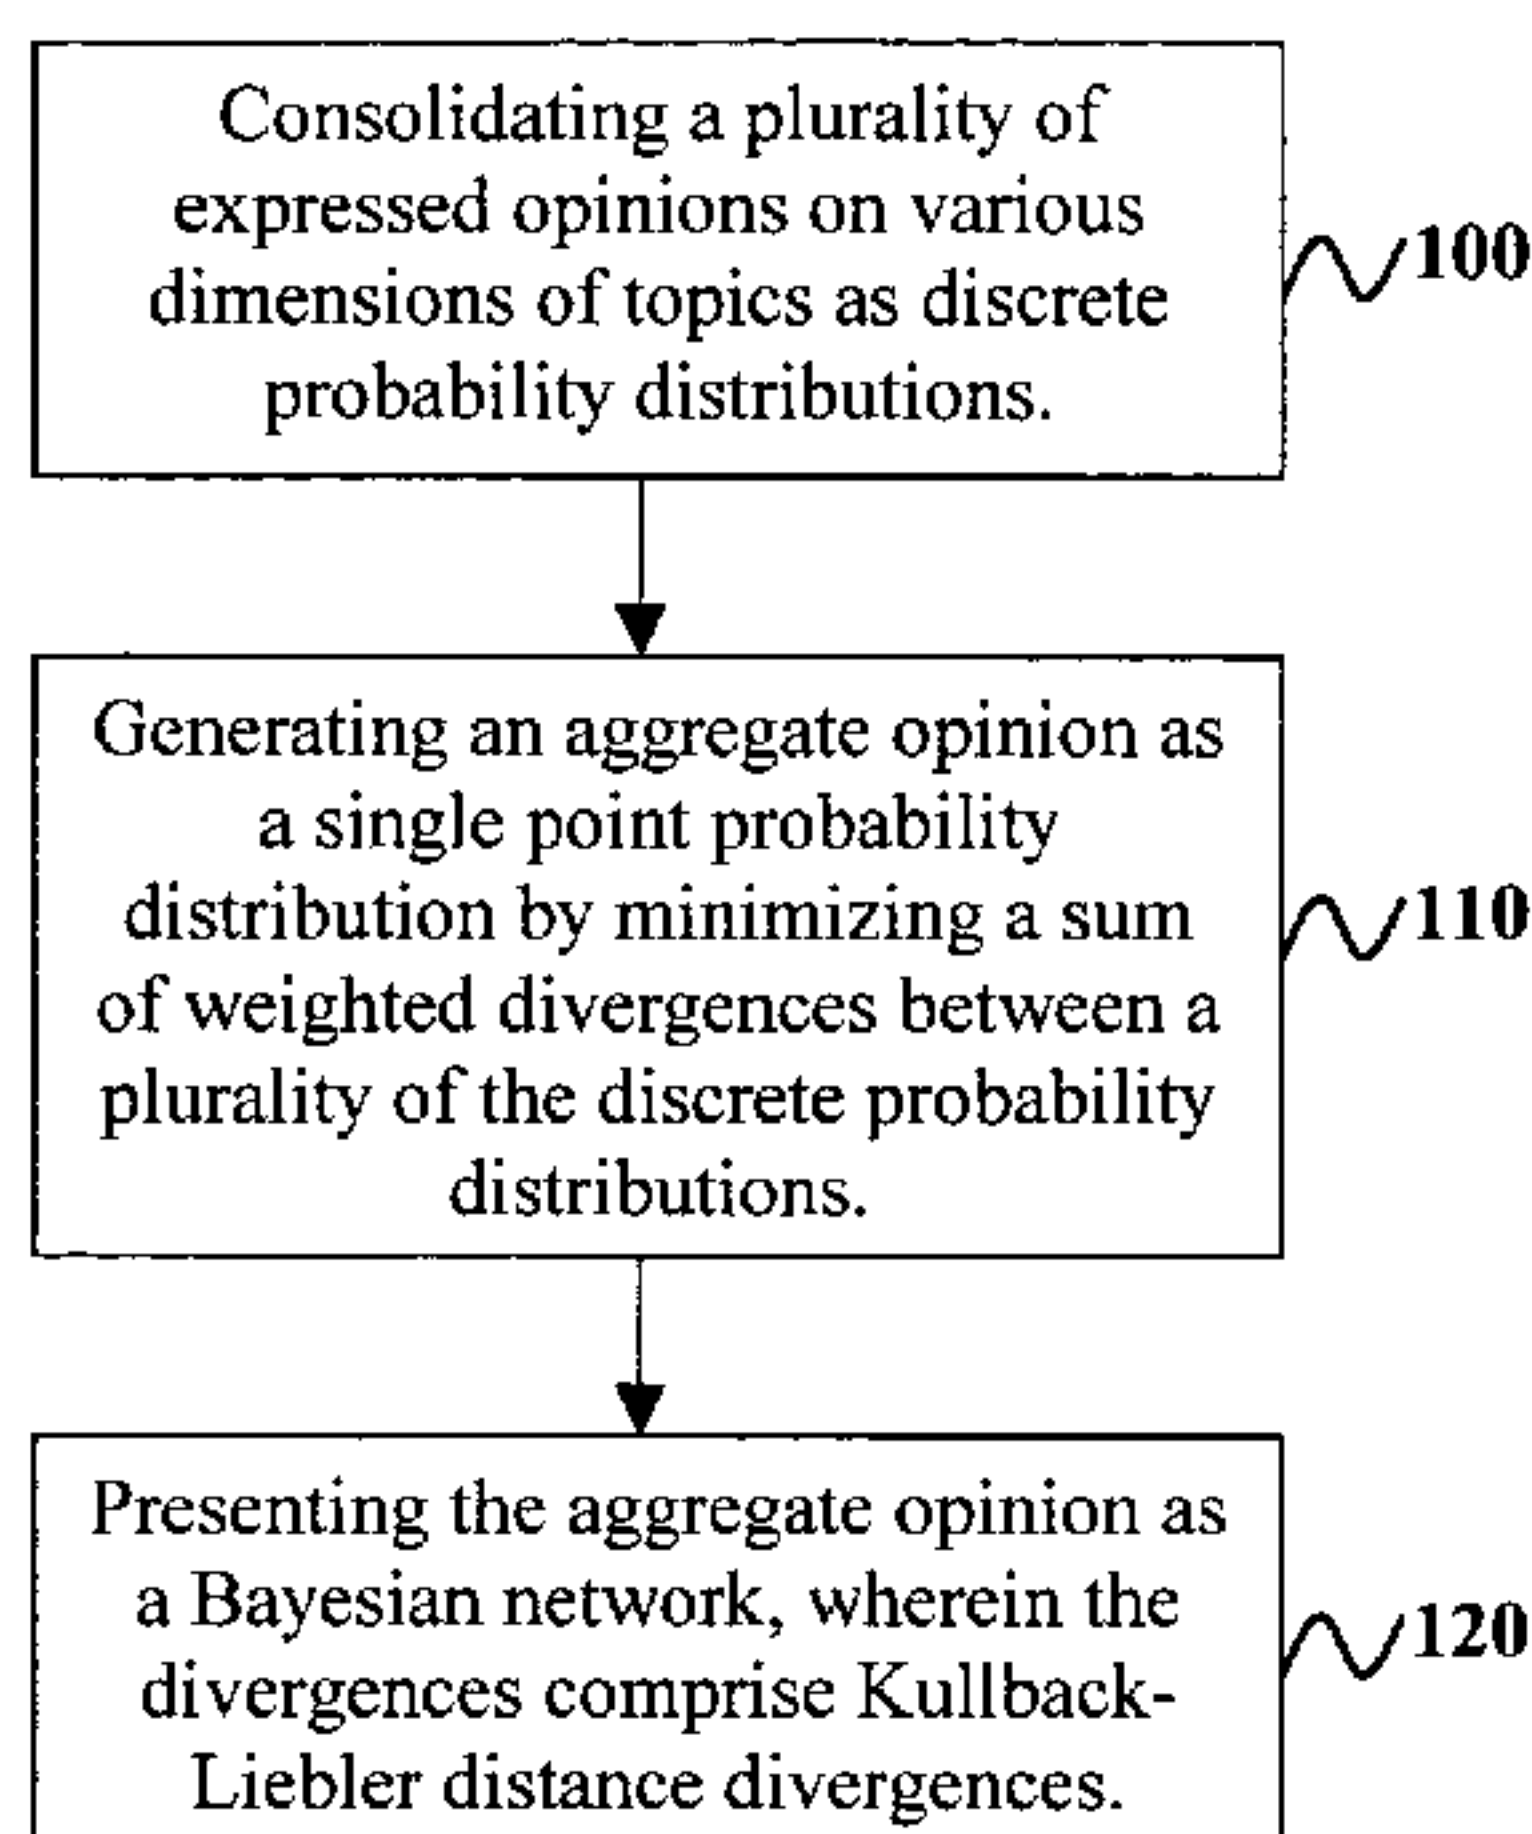 Consolidating a plurality of
expressed opinions on various
dimensions of topics as discrete
probability distributions.
100
Generating an aggregate opinion as
a single point probability
distribution by minimizing a sum
of weighted divergences between a
plurality of the discrete probability
distributions.
110
Presenting the aggregate opinion as
a Bayesian network, wherein the
divergences comprise Kullback-
Liebler distance divergences.
120